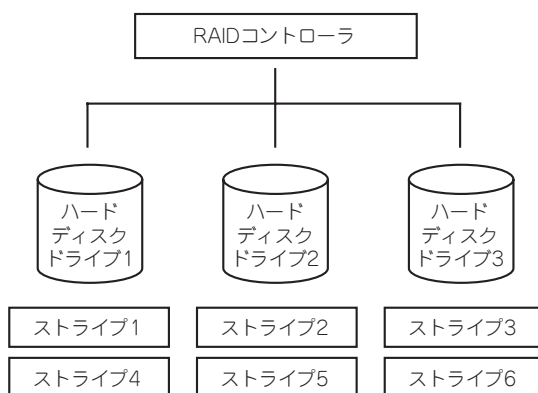 RAIDコントローラ
ハード
ディスク
ドライブ1
ハード
ディスク
ドライブ2
ハード
ディスク
ドライブ3
ストライプ1
ストライプ2
ストライプ3
ストライプ4
ストライプ5
ストライプ6